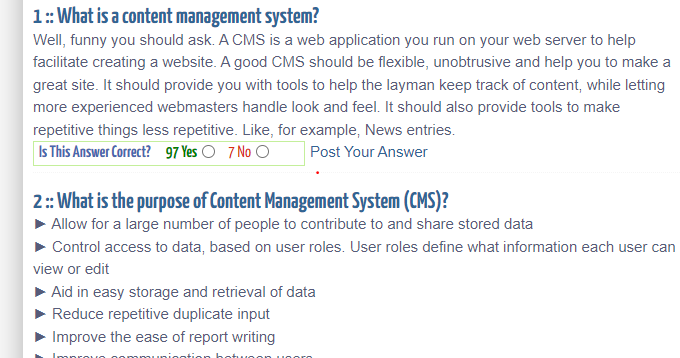 1 :: What is a content management system?
Well, funny you should ask. A CMS is a web application you run on your web server to help
facilitate creating a website. A good CMS should be flexible, unobtrusive and help you to make a
great site. It should provide you with tools to help the layman keep track of content, while letting
more experienced webmasters handle look and feel. It should also provide tools to make
repetitive things less repetitive. Like, for example, News entries.
Is This Answer Correct? 97 Yes 7 No Post Your Answer
2 :: What is the purpose of Content Management System (CMS)?
► Allow for a large number of people to contribute to and share stored data
► Control access to data, based on user roles. User roles define what information each user can
view or edit
► Aid in easy storage and retrieval of data
► Reduce repetitive duplicate input
► Improve the ease of report writing
► Improve communication between users